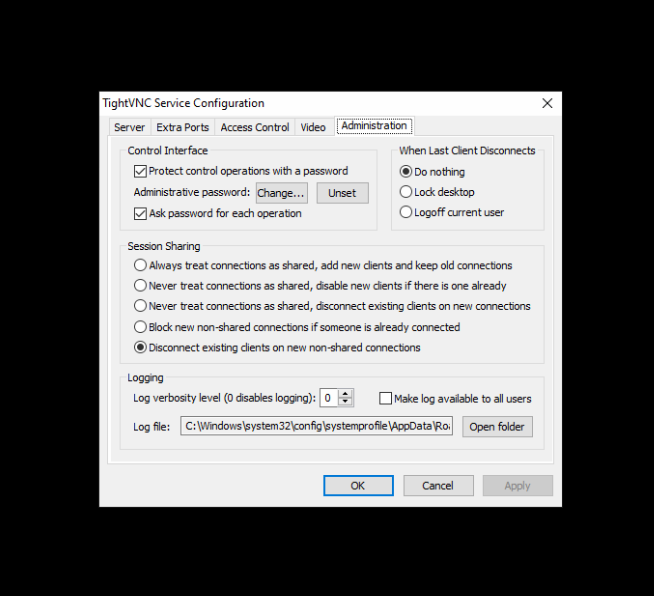 TightVNC Service Configuration
Server Extra Ports Access Control Video Administration
Control Interface
Protect control operations with a password
Administrative password: Change... Unset
Ask password for each operation
When Last Client Disconnects
Do nothing
Lock desktop
Logoff current user
Session Sharing
Always treat connections as shared, add new clients and keep old connections
Never treat connections as shared, disable new clients if there is one already
Never treat connections as shared, disconnect existing clients on new connections
Block new non-shared connections if someone is already connected
Disconnect existing clients on new non-shared connections
Logging
Log verbosity level (0 disables logging): 0 Make log available to all users
Log file: C:\Windows\system32\config\systemprofile\AppData\Roa Open folder
OK Cancel Apply